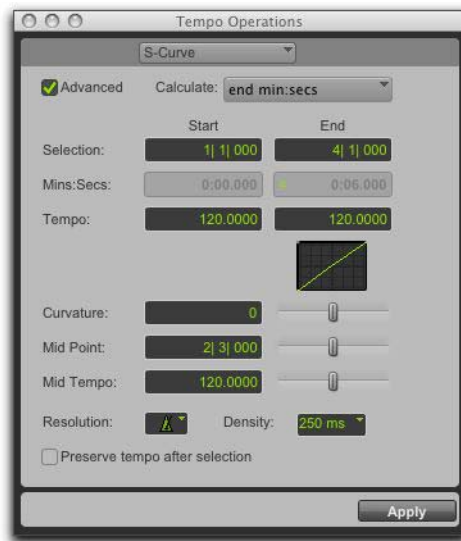 Tempo Operations
S-Curve
Advanced Calculate: end min:secs
Start End
Selection: 1| 1| 000 4| 1| 000
Mins:Secs: 0:00.000 0:06.000
Tempo: 120.0000 120.0000
Curvature: 0
Mid Point: 2| 3| 000
Mid Tempo: 120.0000
Resolution: Density: 250 ms
Preserve tempo after selection
Apply